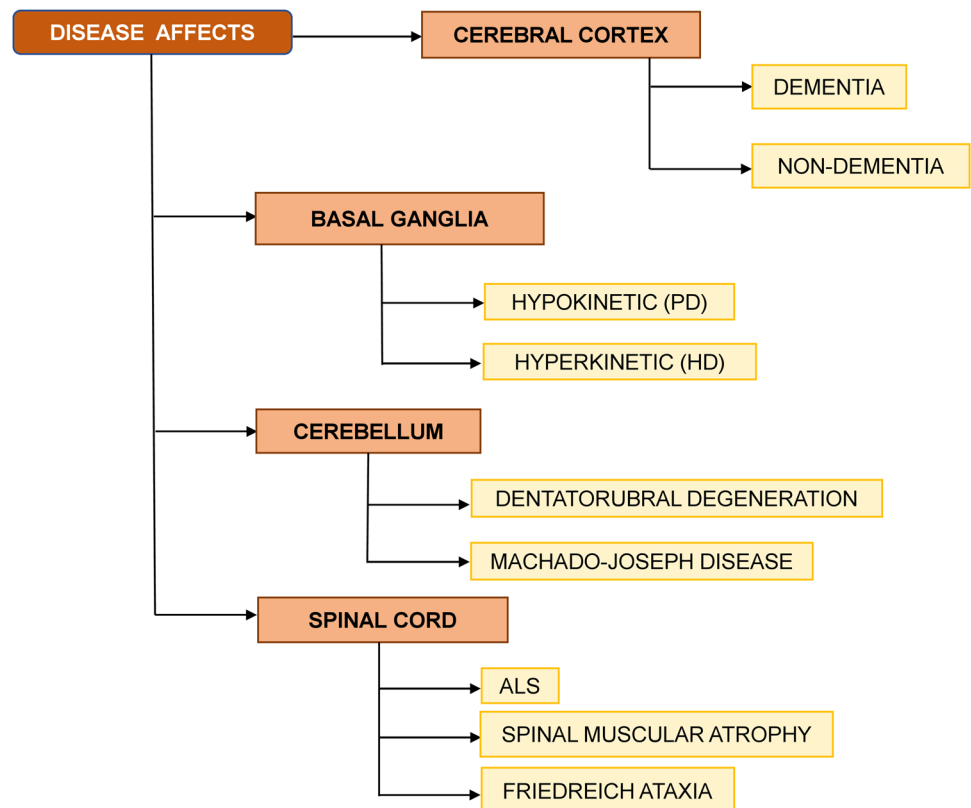 DISEASE AFFECTS
CEREBRAL CORTEX
DEMENTIA
NON-DEMENTIA
BASAL GANGLIA
HYPOKINETIC (PD)
HYPERKINETIC (HD)
CEREBELLUM
DENTATORUBRAL DEGENERATION
MACHADO-JOSEPH DISEASE
SPINAL CORD
ALS
SPINAL MUSCULAR ATROPHY
FRIEDREICH ATAXIA